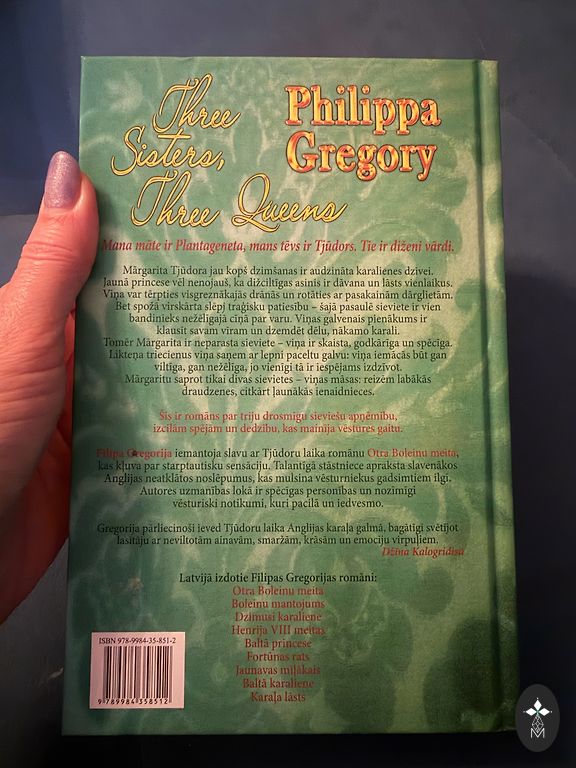 Three
Sisters,
Three Queens
Philippa
Gregory
Mana māte ir Plantageneta, mans tēvs ir Tjūdors. Tie ir diženi vārdi.
Mārgarita Tjūdora jau kopš dzimšanas ir audzināta karalienes dzīvei.
Jaunā princese vēl nenojauš, ka dižciltīgas asinis ir dāvana un lāsts vienlaikus.
Viņa var tērpties visgreznākajās drānās un rotāties ar pasakainām dārglietām.
Bet spožā virskārta slēpj traģisku patiesību – šajā pasaulē sieviete ir vien
bandinieks nežēlīgajā cīņā par varu. Viņas galvenais pienākums ir
klausīt savam vīram un dzemdēt dēlu, nākamo karali.
Tomēr Mārgarita ir neparasta sieviete – viņa ir skaista, godkārīga un spēcīga.
Likteņa triecienus viņa saņem ar lepni paceltu galvu: viņa iemācās būt gan
viltīga, gan nežēlīga, jo vienīgi tā ir iespējams izdzīvot.
Mārgaritu saprot tikai divas sievietes – viņas māsas: reizēm labākās
draudzenes, citkārt ļaunākās ienaidnieces.
Šis ir romāns par triju drosmīgu sieviešu apņēmību,
izcilām spējām un dedzību, kas mainīja vēstures gaitu.
Filipa Gregorija iemantoja slavu ar Tjūdoru laika romānu Otra Boleinu meita,
kas kļuva par starptautisku sensāciju. Talantīgā stāstniece apraksta slavenākos
Anglijas neatklātos noslēpumus, kas mulsina vēsturniekus gadsimtiem ilgi.
Autores uzmanības lokā ir spēcīgas personības un nozīmīgi
vēsturiski notikumi, kuri pacilā un iedvesmo.
Gregorija pārliecinoši ieved Tjūdoru laika Anglijas karaļa galmā, bagātīgi svētījot
lasītāju ar neviltotām ainavām, smaržām, krāsām un emociju virpuļiem.
Džīna Kalogridisa
Latvijā izdotie Filipas Gregorijas romāni:
Otra Boleinu meita
Boleinu mantojums
Dzimusi karaliene
Henrija VIII meitas
Baltā princese
Fortūnas rats
Jaunavas mīļākais
Baltā karaliene
Karaļa lāsts
ISBN 978-9984-35-851-2
9 789984 358512
M